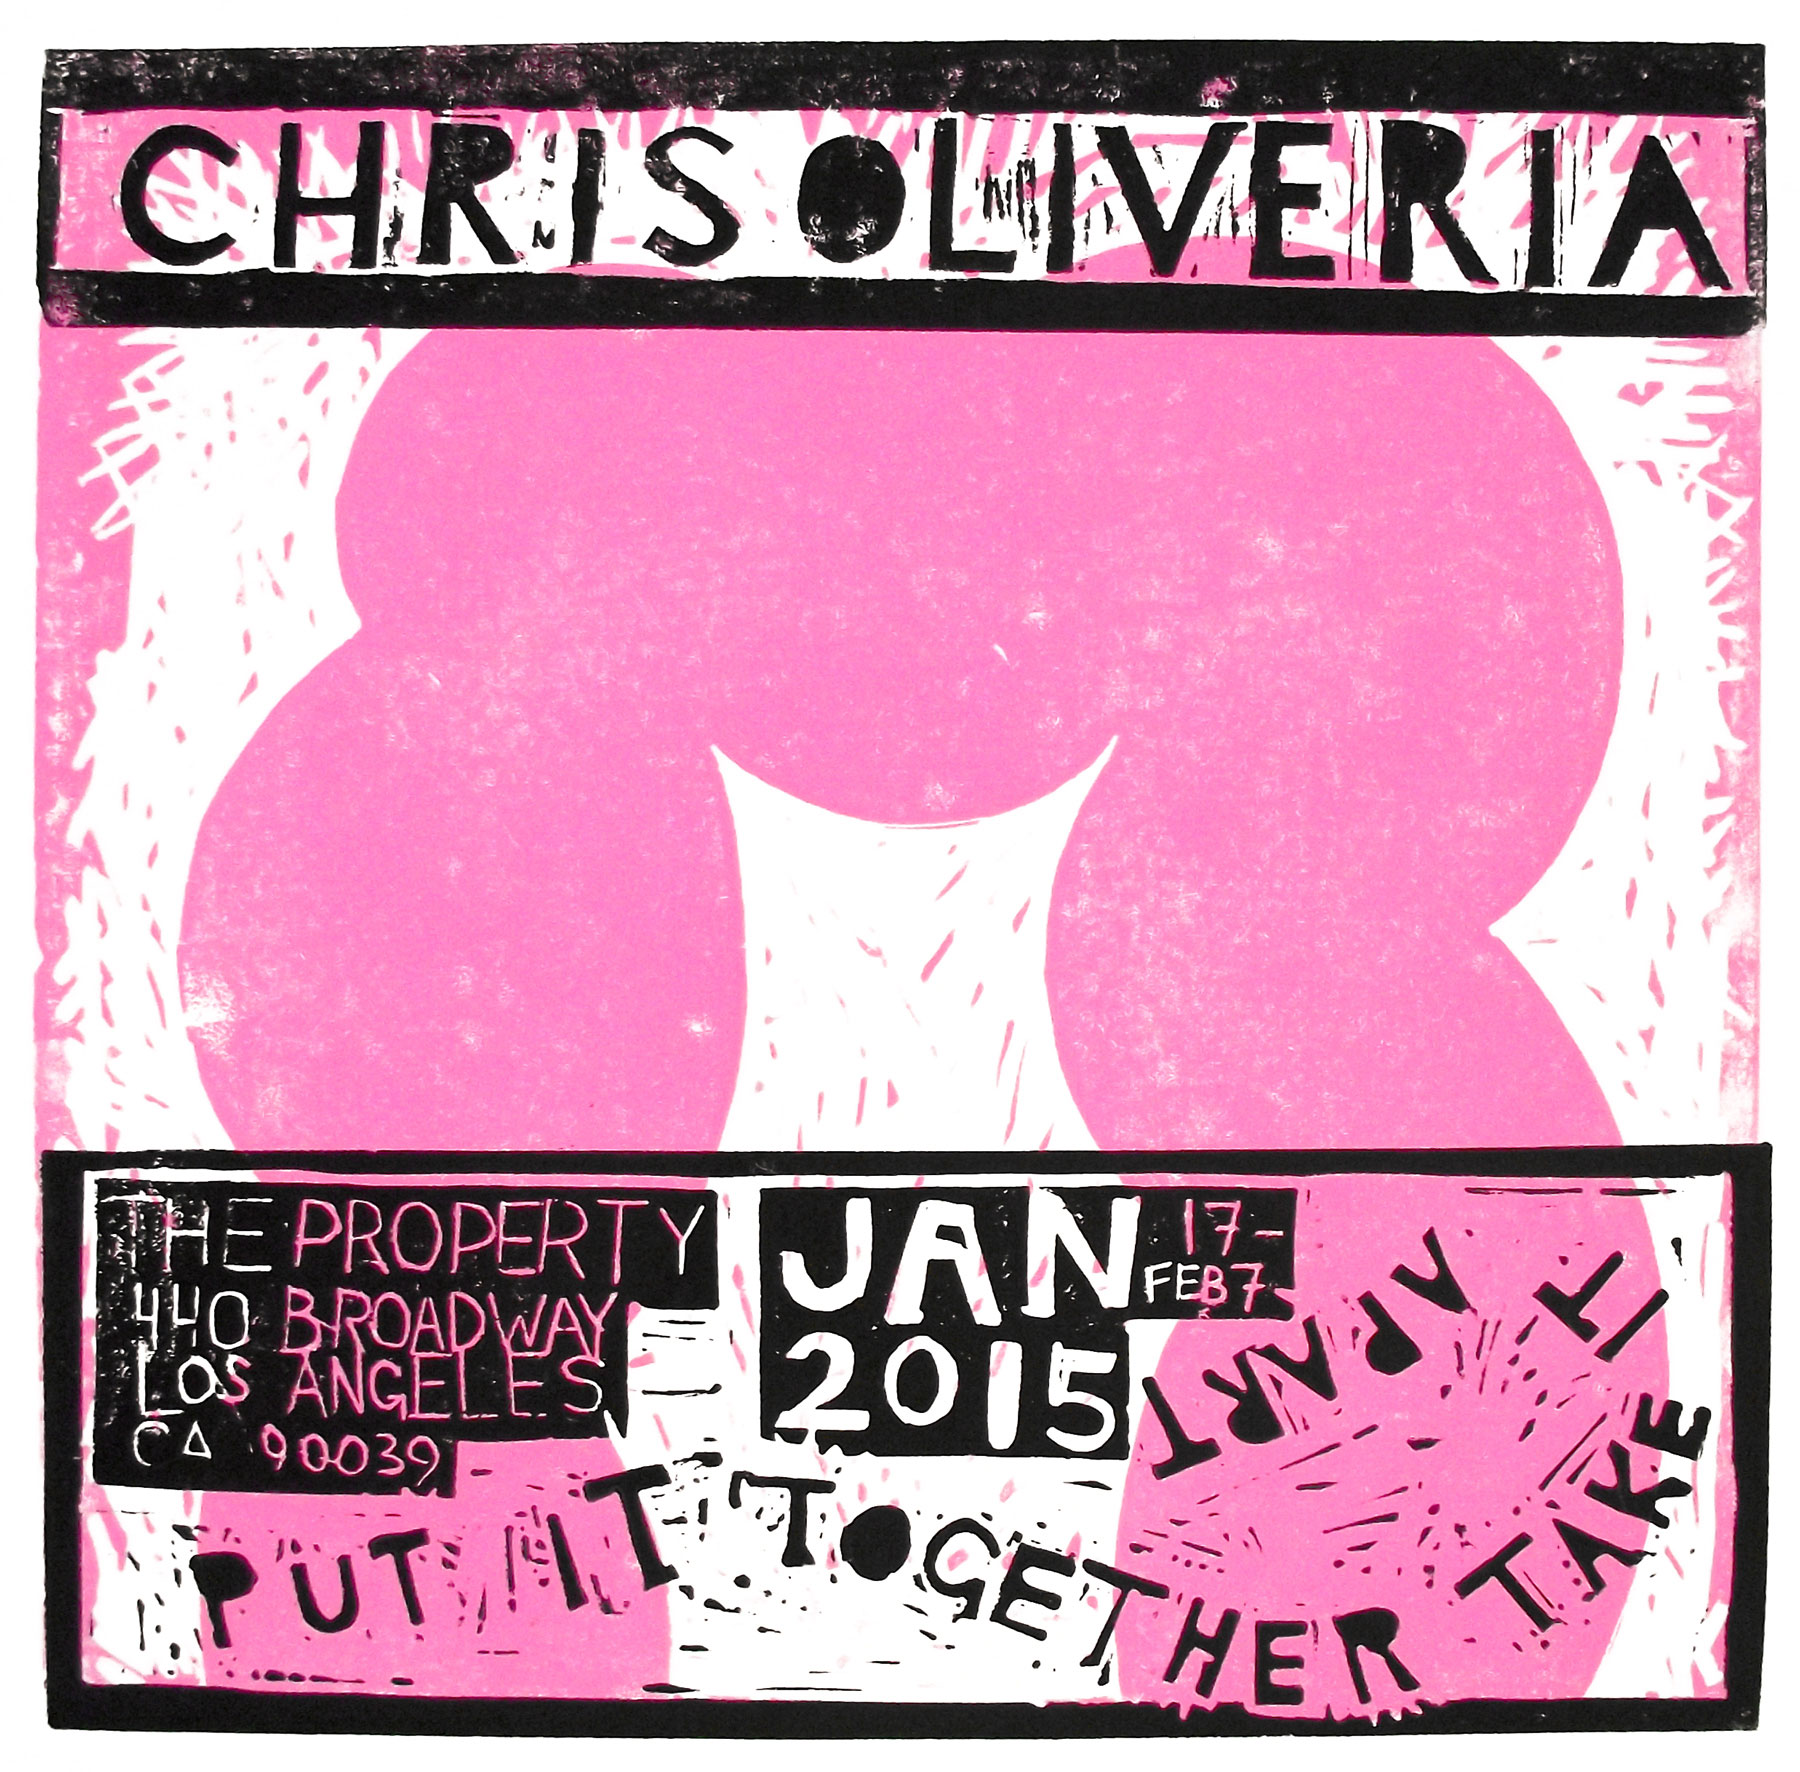 CHRIS OLIVERIA
THE PROPERTY
440 BROADWAY
LOS ANGELES
CA 90039
JAN 17-
FEB 7
2015
PUT IT TOGETHER TAKE IT APART